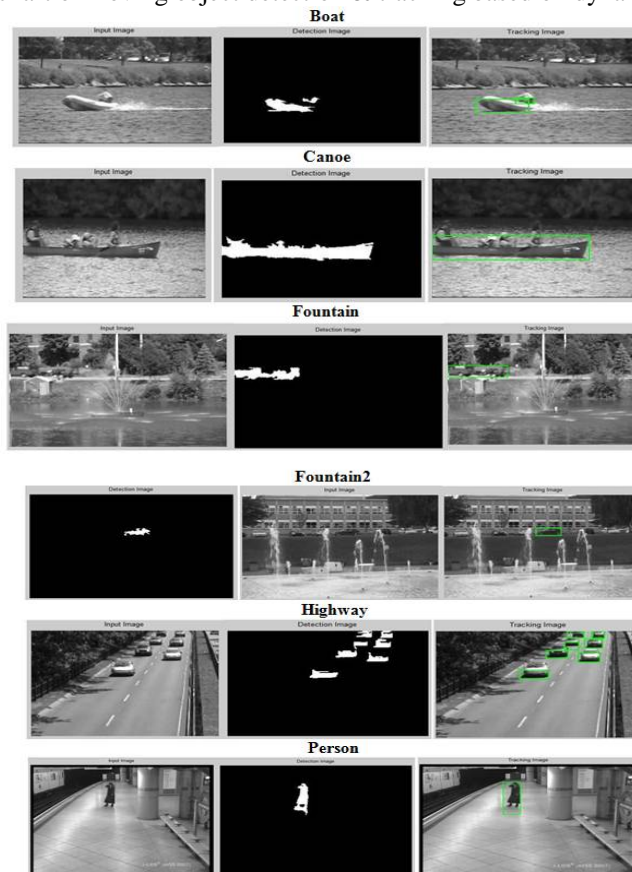 Boat
Input Image Detection Image Tracking Image
Canoe
Input Image Detection Image Tracking Image
Fountain
Input Image Detection Image Tracking Image
Fountain2
Detection Image Input Image Tracking Image
Highway
Input Image Detection Image Tracking Image
Person
Input Image Detection Image Tracking Image